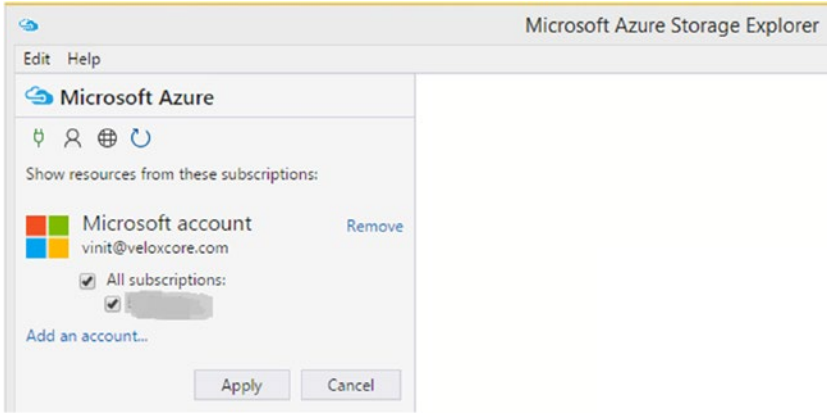 Microsoft Azure Storage Explorer
Edit Help
Microsoft Azure
Show resources from these subscriptions:
Microsoft account Remove
vinit@veloxcore.com
All subscriptions:
Add an account...
Apply Cancel